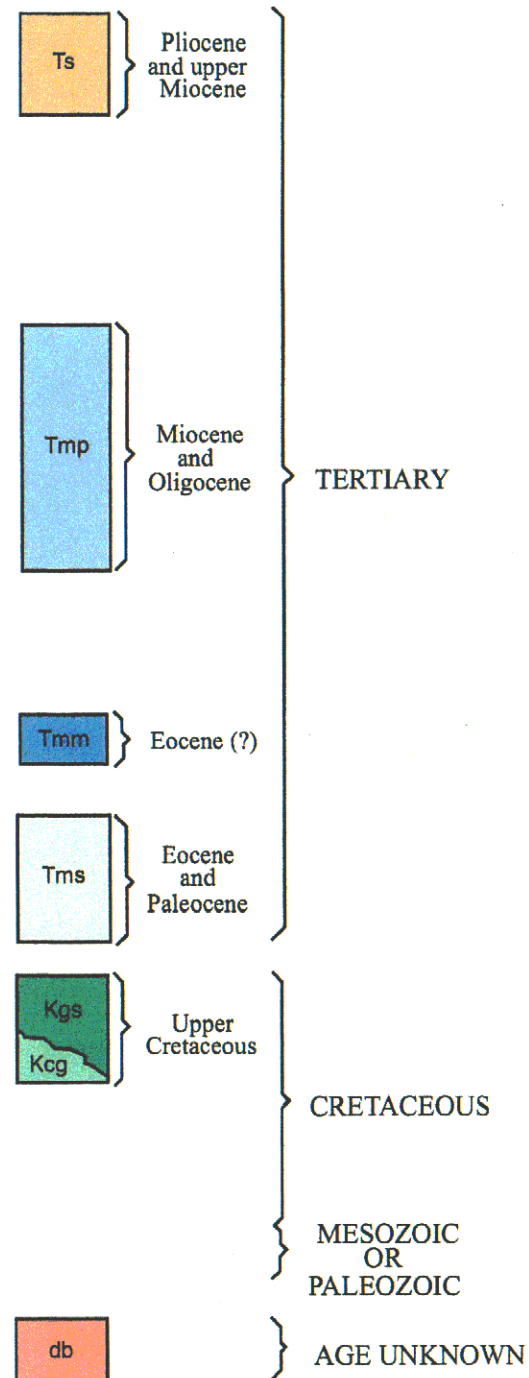 Ts
Pliocene
and upper
Miocene
Tmp
Miocene
and
Oligocene
TERTIARY
Tmm
Eocene (?)
Tms
Eocene
and
Paleocene
Kgs
Kcg
Upper
Cretaceous
CRETACEOUS
MESOZOIC
OR
PALEOZOIC
db
AGE UNKNOWN